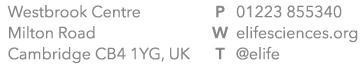 Westbrook Centre P 01223 855340
Milton Road W elifesciences.org
Cambridge CB4 1YG, UK T @elife